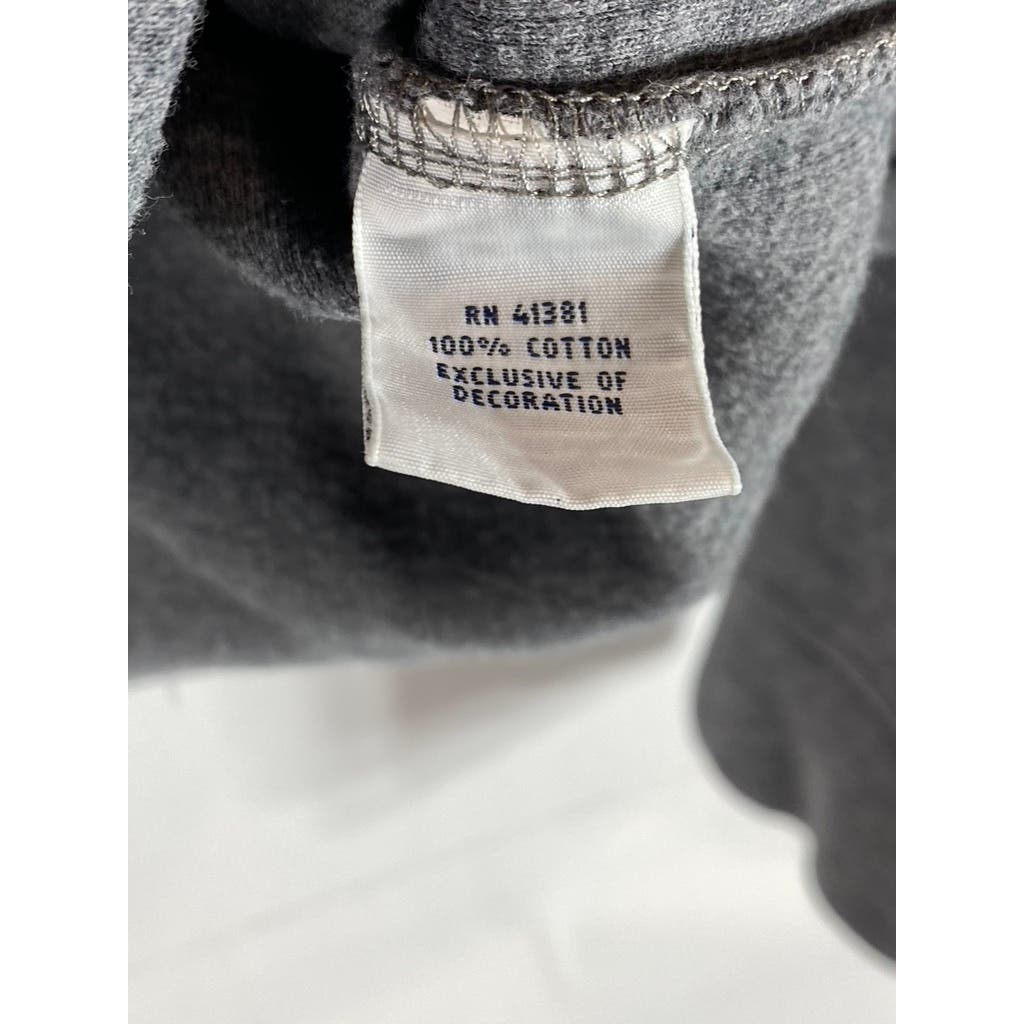 RN 41381
100% COTTON
EXCLUSIVE OF
DECORATION